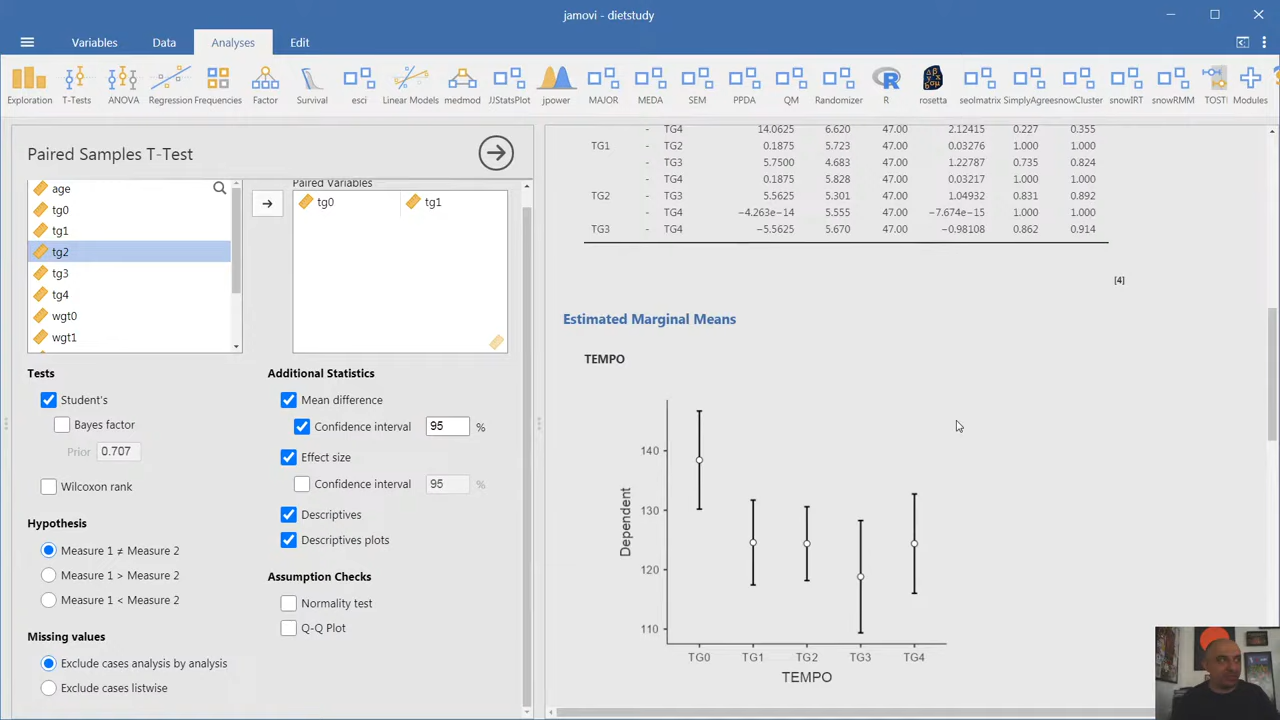 jamovi - dietstudy
Variables Data Analyses Edit
Exploration T-Tests ANOVA Regression Frequencies Factor Survival esci Linear Models medmod JJStatsPlot jpower MAJOR MEDA SEM PPDA QM Randomizer R rosetta seolmatrix SimplyAgree snowCluster snowIRT snowRMM TOST Modules
Paired Samples T-Test
age
tg0
tg1
tg2
tg3
tg4
wgt0
wgt1
Paired Variables
tg0 tg1
Tests
Student's
Bayes factor
Prior 0.707
Wilcoxon rank
Hypothesis
Measure 1 ≠ Measure 2
Measure 1 > Measure 2
Measure 1 < Measure 2
Missing values
Exclude cases analysis by analysis
Exclude cases listwise
Additional Statistics
Mean difference
Confidence interval 95 %
Effect size
Confidence interval 95 %
Descriptives
Descriptives plots
Assumption Checks
Normality test
Q-Q Plot
- TG4 14.0625 6.620 47.00 2.12415 0.227 0.355
TG1 - TG2 0.1875 5.723 47.00 0.03276 1.000 1.000
- TG3 5.7500 4.683 47.00 1.22787 0.735 0.824
- TG4 0.1875 5.828 47.00 0.03217 1.000 1.000
TG2 - TG3 5.5625 5.301 47.00 1.04932 0.831 0.892
- TG4 −4.263e−14 5.555 47.00 −7.674e−15 1.000 1.000
TG3 - TG4 −5.5625 5.670 47.00 −0.98108 0.862 0.914
[4]
Estimated Marginal Means
TEMPO
140
130
120
110
Dependent
TG0 TG1 TG2 TG3 TG4
TEMPO